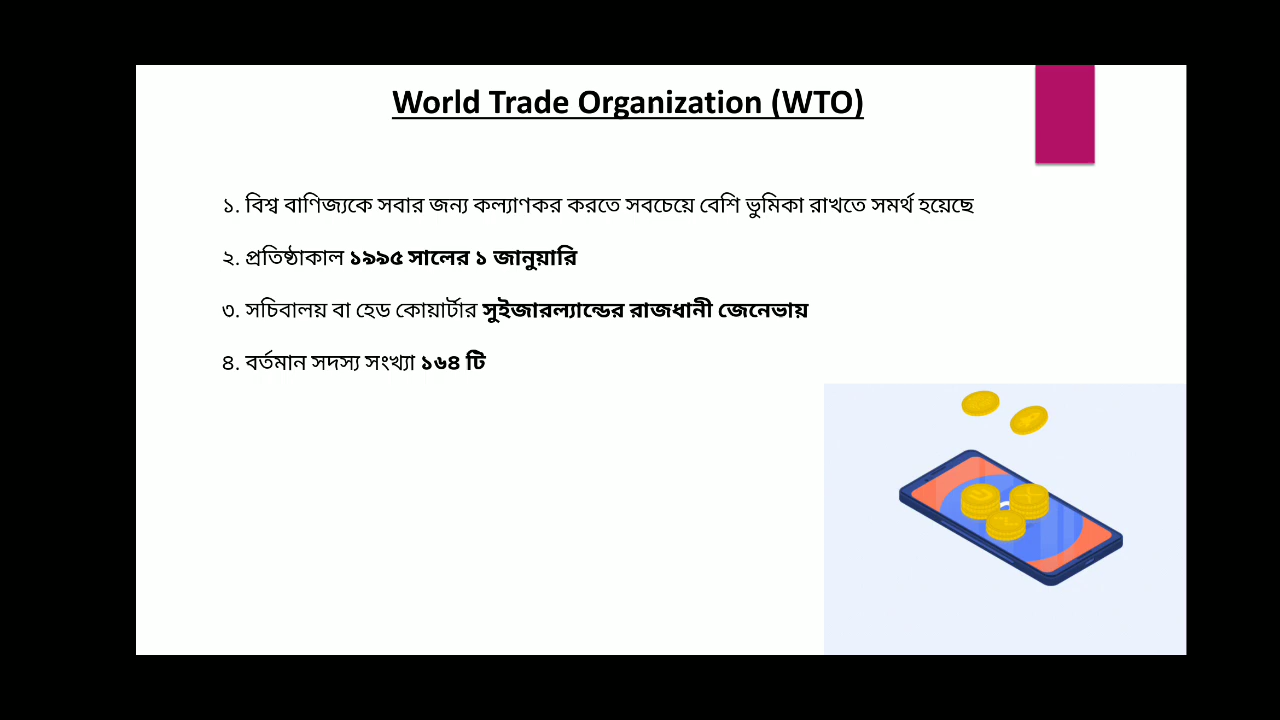 World Trade Organization (WTO)
১. বিশ্ব বাণিজ্যকে সবার জন্য কল্যাণকর করতে সবচেয়ে বেশি ভুমিকা রাখতে সমর্থ হয়েছে
২. প্রতিষ্ঠাকাল ১৯৯৫ সালের ১ জানুয়ারি
৩. সচিবালয় বা হেড কোয়ার্টার সুইজারল্যান্ডের রাজধানী জেনেভায়
৪. বর্তমান সদস্য সংখ্যা ১৬৪ টি